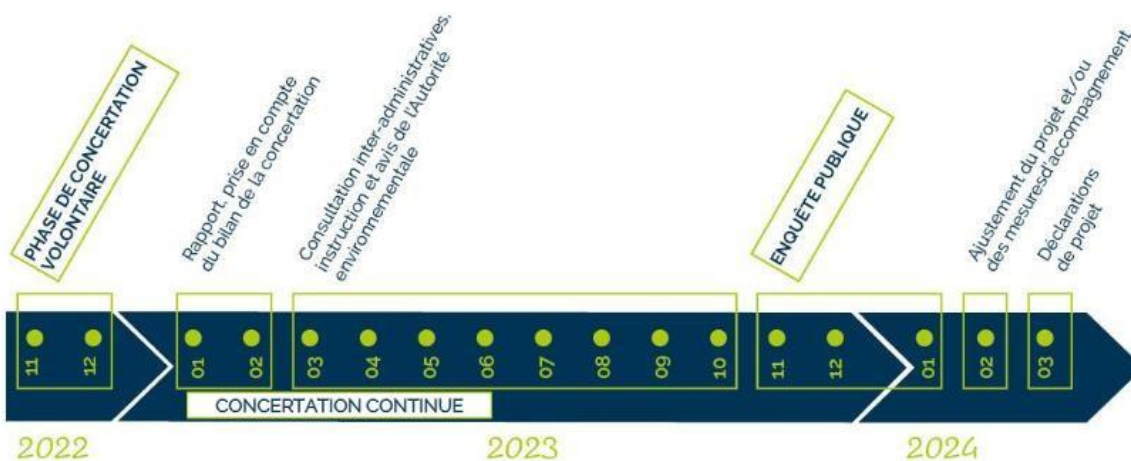 PHASE DE CONCERTATION
VOLONTAIRE
Rapport, prise en compte
du bilan de la concertation
Consultation inter-administratives,
instruction et avis de l'Autorité
environnementale
ENQUÊTE PUBLIQUE
Ajustement du projet et/ou
des mesuresd'accompagnement
Déclarations
de projet
11 12 01 02 03 04 05 06 07 08 09 10 11 12 01 02 03
CONCERTATION CONTINUE
2022 2023 2024